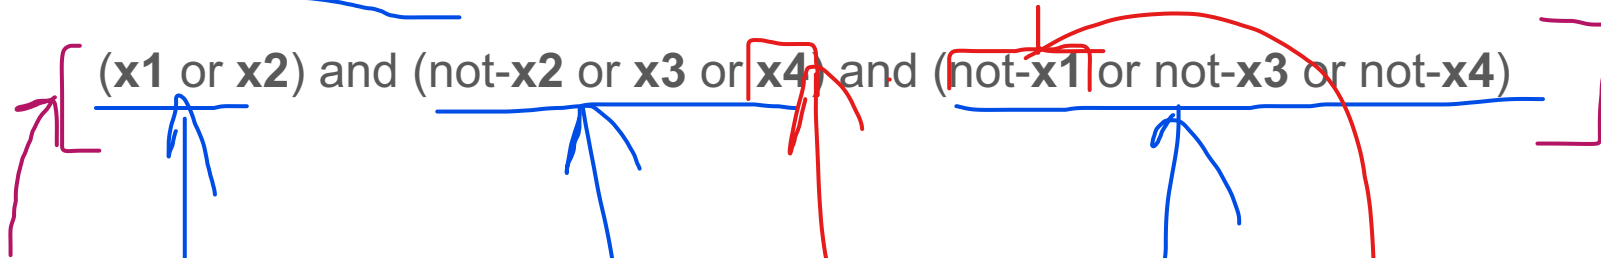 (x1 or x2) and (not-x2 or x3 or x4) and (not-x1 or not-x3 or not-x4)